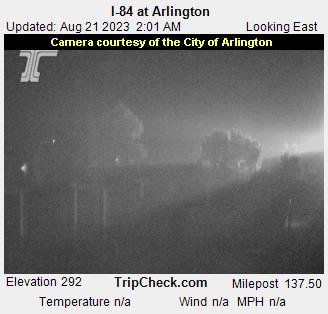 I-84 at Arlington
Updated: Aug 21 2023 2:01 AM Looking East
Camera courtesy of the City of Arlington
Elevation 292 TripCheck.com Milepost 137.50
Temperature n/a Wind n/a MPH n/a